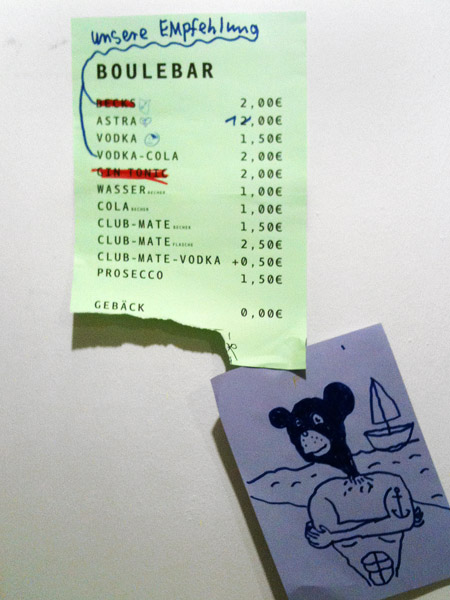 unsere Empfehlung
BOULEBAR
BECKS 2,00€
ASTRA 12,00€
VODKA 1,50€
VODKA-COLA 2,00€
GIN TONIC 2,00€
WASSER BECHER 1,00€
COLA BECHER 1,00€
CLUB-MATE BECHER 1,50€
CLUB-MATE FLASCHE 2,50€
CLUB-MATE-VODKA +0,50€
PROSECCO 1,50€
GEBÄCK 0,00€